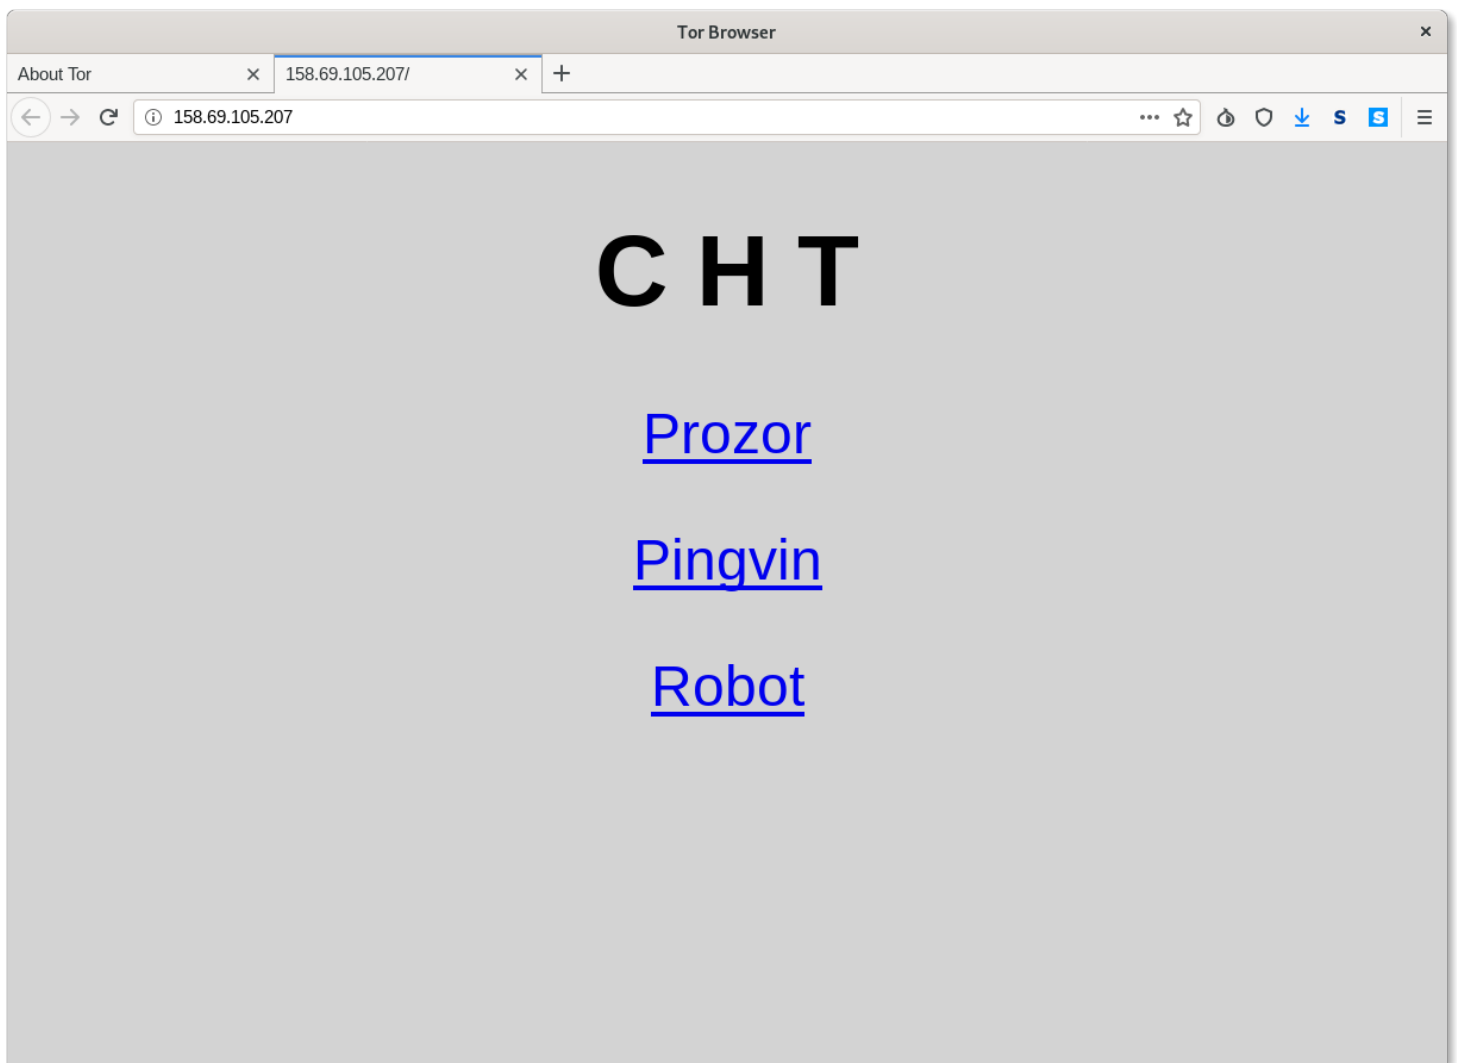 Tor Browser
About Tor
158.69.105.207/
158.69.105.207
S
S
C H T
Prozor
Pingvin
Robot